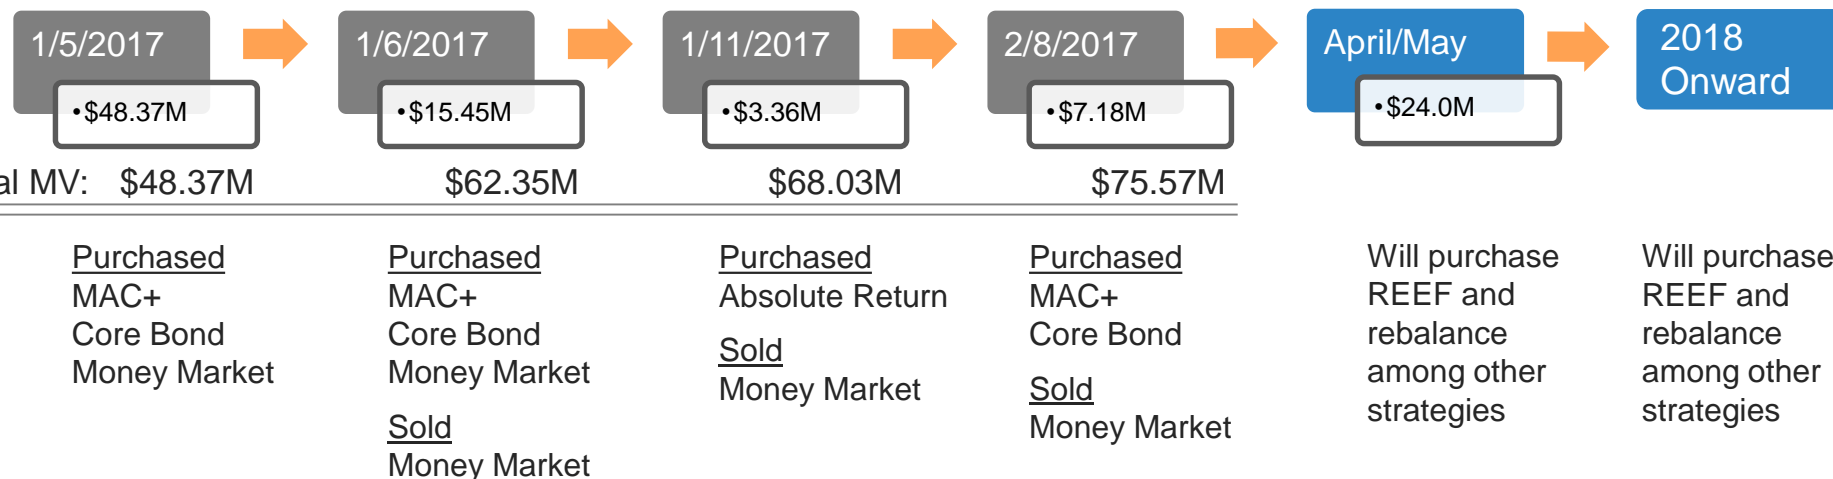 1/5/2017
•$48.37M
1/6/2017
•$15.45M
1/11/2017
•$3.36M
2/8/2017
•$7.18M
April/May
•$24.0M
2018
Onward
MV: $48.37M $62.35M $68.03M $75.57M
Purchased
MAC+
Core Bond
Money Market
Purchased
MAC+
Core Bond
Money Market
Sold
Money Market
Purchased
Absolute Return
Sold
Money Market
Purchased
MAC+
Core Bond
Sold
Money Market
Will purchase
REEF and
rebalance
among other
strategies
Will purchase
REEF and
rebalance
among other
strategies